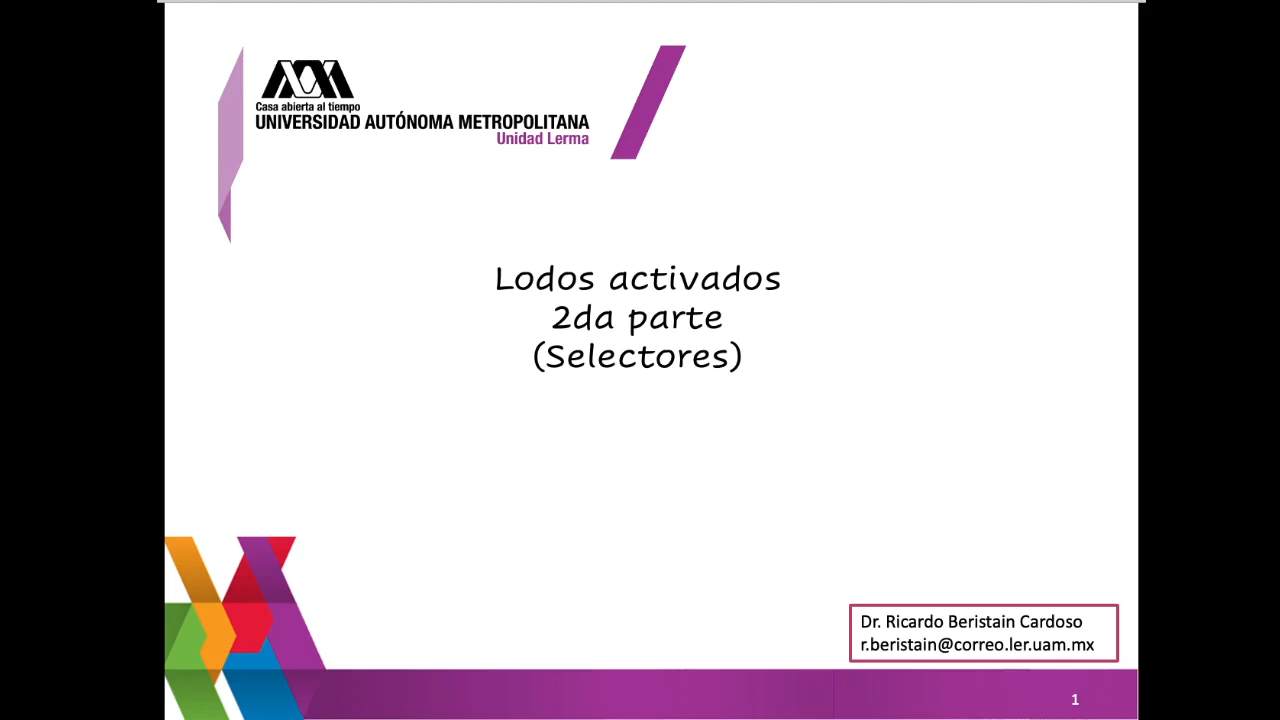 Casa abierta al tiempo
UNIVERSIDAD AUTÓNOMA METROPOLITANA
Unidad Lerma
Lodos activados
2da parte
(Selectores)
Dr. Ricardo Beristain Cardoso
r.beristain@correo.ler.uam.mx
1